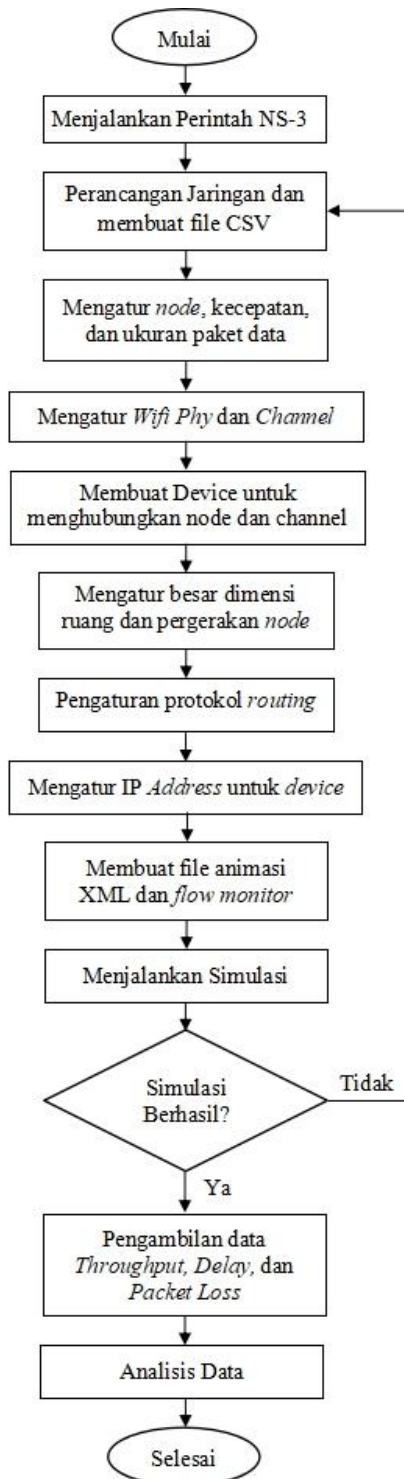 Mulai
Menjalankan Perintah NS-3
Perancangan Jaringan dan
membuat file CSV
Mengatur node, kecepatan,
dan ukuran paket data
Mengatur Wifi Phy dan Channel
Membuat Device untuk
menghubungkan node dan channel
Mengatur besar dimensi
ruang dan pergerakan node
Pengaturan protokol routing
Mengatur IP Address untuk device
Membuat file animasi
XML dan flow monitor
Menjalankan Simulasi
Simulasi
Berhasil?
Tidak
Ya
Pengambilan data
Throughput, Delay, dan
Packet Loss
Analisis Data
Selesai